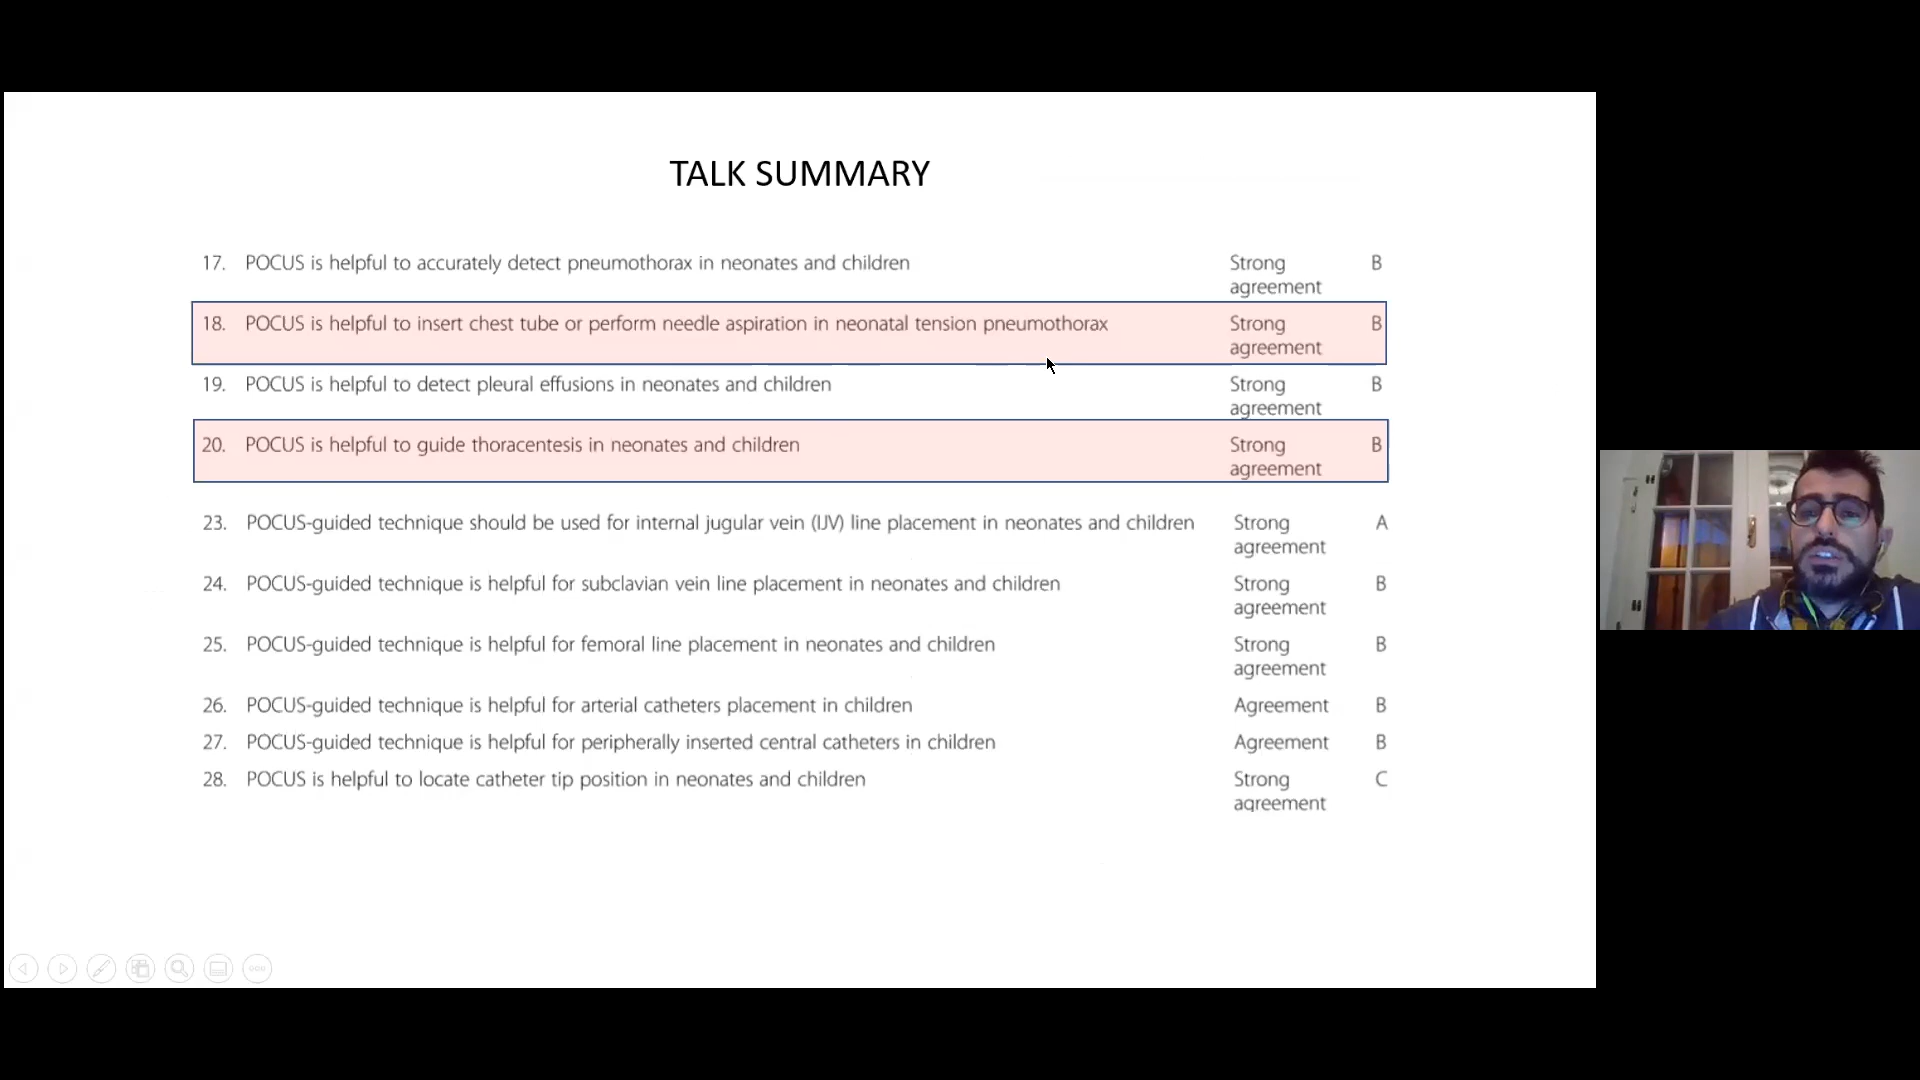 TALK SUMMARY
17. POCUS is helpful to accurately detect pneumothorax in neonates and children Strong agreement B
18. POCUS is helpful to insert chest tube or perform needle aspiration in neonatal tension pneumothorax Strong agreement B
19. POCUS is helpful to detect pleural effusions in neonates and children Strong agreement B
20. POCUS is helpful to guide thoracentesis in neonates and children Strong agreement B
23. POCUS-guided technique should be used for internal jugular vein (IJV) line placement in neonates and children Strong agreement A
24. POCUS-guided technique is helpful for subclavian vein line placement in neonates and children Strong agreement B
25. POCUS-guided technique is helpful for femoral line placement in neonates and children Strong agreement B
26. POCUS-guided technique is helpful for arterial catheters placement in children Agreement B
27. POCUS-guided technique is helpful for peripherally inserted central catheters in children Agreement B
28. POCUS is helpful to locate catheter tip position in neonates and children Strong agreement C